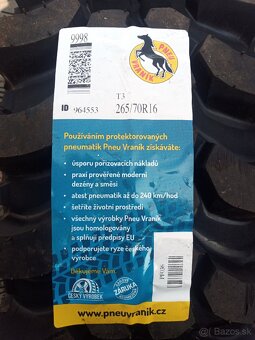 9998
PNEU
VRANÍK
T3
ID 964553 265/70R16
Používáním protektorovaných
pneumatik Pneu Vraník získáváte:
• úsporu pořizovacích nákladů
• praxí prověřené moderní
dezény a směsi
• atest pneumatik až do 240 km/hod
• šetříte životní prostředí
• všechny výrobky Pneu Vraník
jsou homologovány
a splňují předpisy EU
• podporujete ryze českého
výrobce
Děkujeme Vám
ČESKÝ VÝROBEK
ZÁRUKA
www.pneuvranik.cz
Bazos.sk